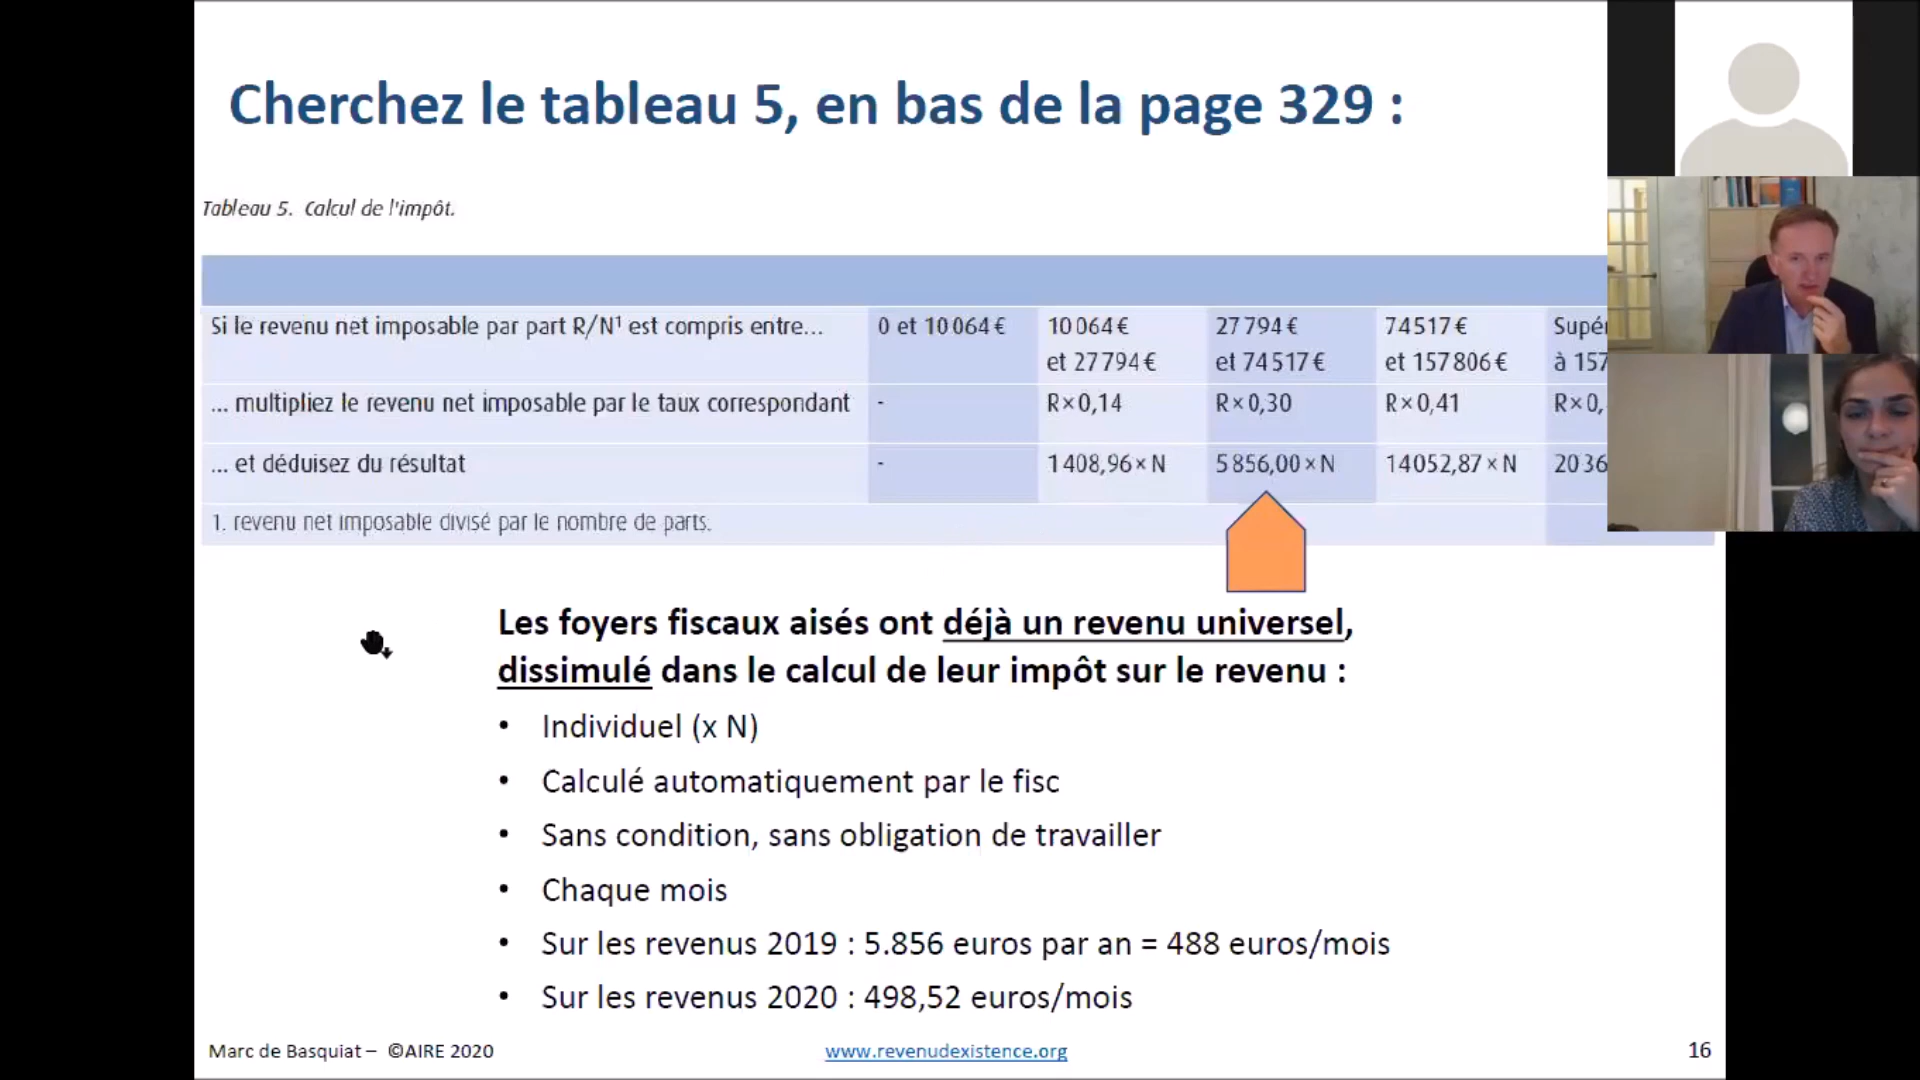 Cherchez le tableau 5, en bas de la page 329 :
Tableau 5. Calcul de l'impôt.
Si le revenu net imposable par part R/N¹ est compris entre... 0 et 10 064 € 10 064 € et 27 794 € 27 794 € et 74 517 € 74 517 € et 157 806 €
... multipliez le revenu net imposable par le taux correspondant - R×0,14 R×0,30 R×0,41
... et déduisez du résultat - 1 408,96×N 5 856,00×N 14 052,87×N
1. revenu net imposable divisé par le nombre de parts.
Les foyers fiscaux aisés ont déjà un revenu universel,
dissimulé dans le calcul de leur impôt sur le revenu :
• Individuel (x N)
• Calculé automatiquement par le fisc
• Sans condition, sans obligation de travailler
• Chaque mois
• Sur les revenus 2019 : 5.856 euros par an = 488 euros/mois
• Sur les revenus 2020 : 498,52 euros/mois
Marc de Basquiat – ©AIRE 2020 www.revenudexistence.org 16